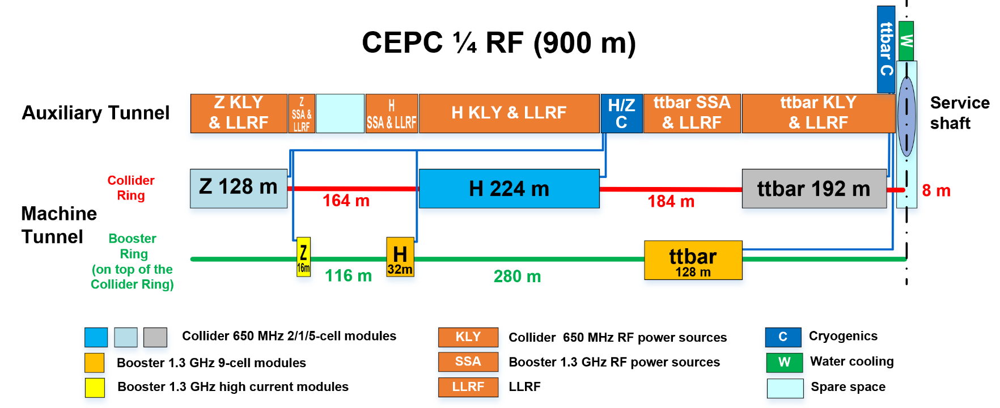 CEPC ¼ RF (900 m)
ttbar C
W
Auxiliary Tunnel
Z KLY
& LLRF
Z
SSA &
LLRF
H
SSA & LLRF
H KLY & LLRF
H/Z
C
ttbar SSA
& LLRF
ttbar KLY
& LLRF
Service
shaft
Machine
Tunnel
Collider
Ring
Z 128 m
164 m
H 224 m
184 m
ttbar 192 m
8 m
Booster
Ring
(on top of the
Collider Ring)
Z
16m
116 m
H
32m
280 m
ttbar
128 m
Collider 650 MHz 2/1/5-cell modules
Booster 1.3 GHz 9-cell modules
Booster 1.3 GHz high current modules
KLY
Collider 650 MHz RF power sources
SSA
Booster 1.3 GHz RF power sources
LLRF
LLRF
C
Cryogenics
W
Water cooling
Spare space